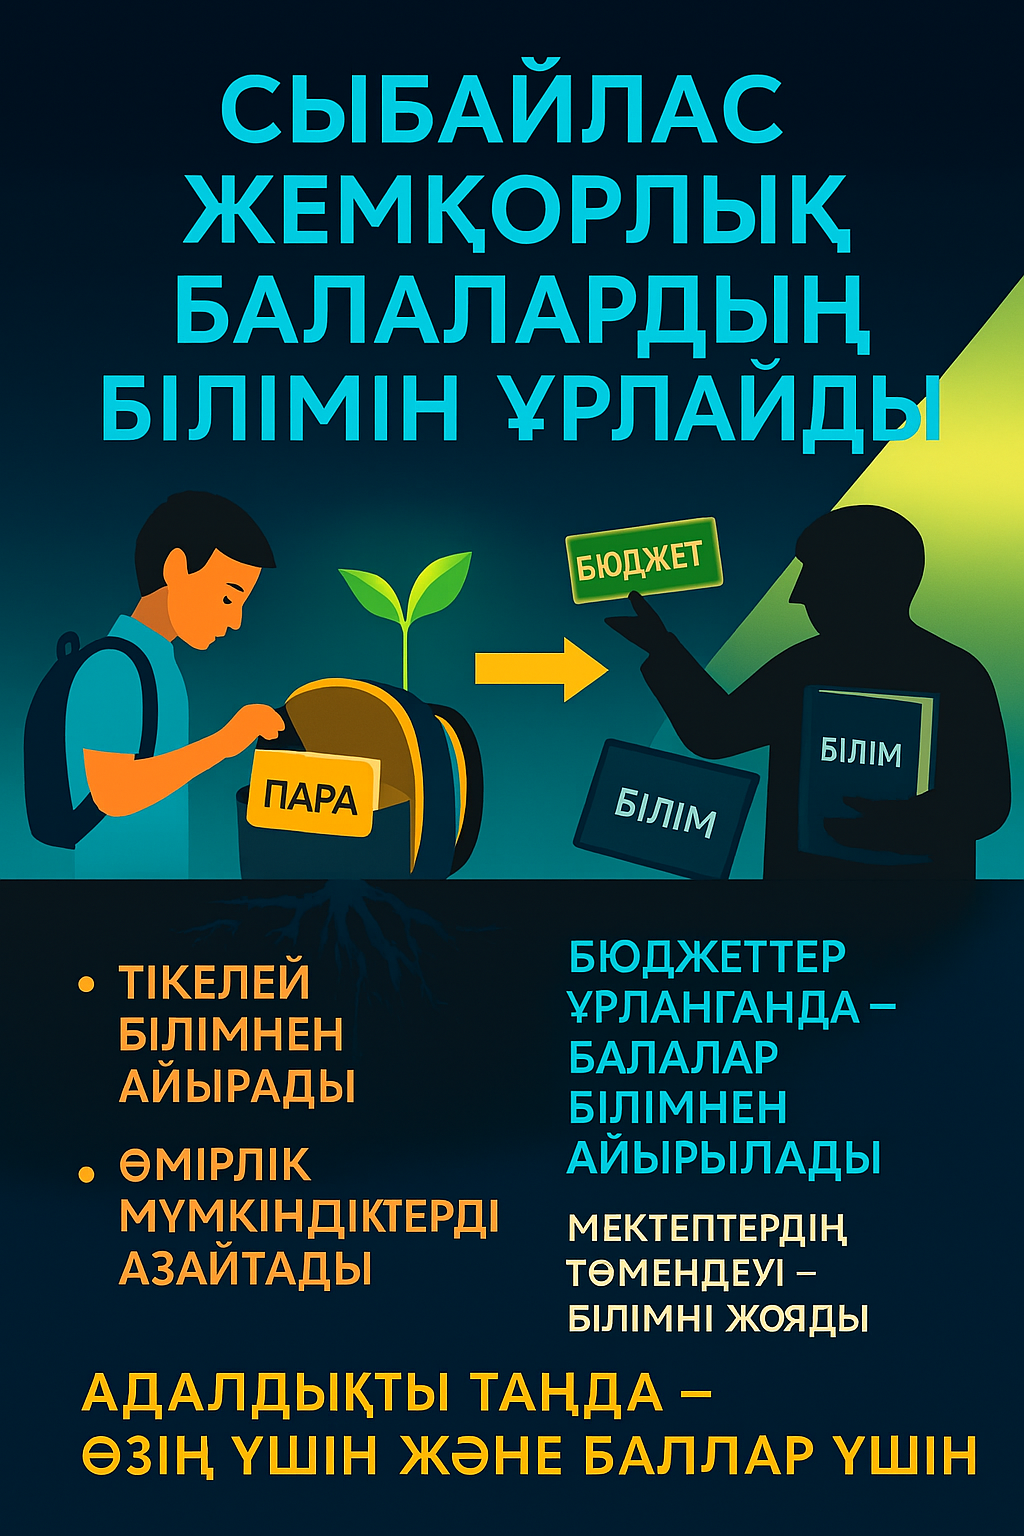 СЫБАЙЛАС
ЖЕМҚОРЛЫҚ
БАЛАЛАРДЫҢ
БІЛІМІН ҰРЛАЙДЫ
БЮДЖЕТ
ПАРА
БІЛІМ
БІЛІМ
• ТІКЕЛЕЙ
БІЛІМНЕН
АЙЫРАДЫ
• ӨМІРЛІК
МҮМКІНДІКТЕРДІ
АЗАЙТАДЫ
БЮДЖЕТТЕР
ҰРЛАНГАНДА –
БАЛАЛАР
БІЛІМНЕН
АЙЫРЫЛАДЫ
МЕКТЕПТЕРДІҢ
ТӨМЕНДЕУІ –
БІЛІМНІ ЖОЯДЫ
АДАЛДЫҚТЫ ТАҢДА –
ӨЗІҢ ҮШІН ЖӘНЕ БАЛЛАР ҮШІН